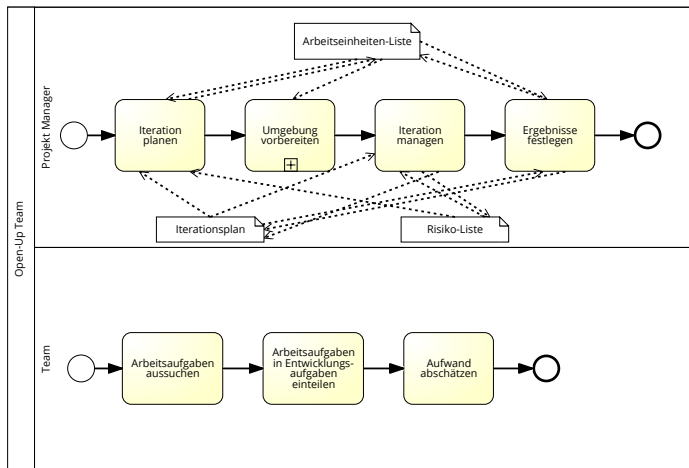 Open-Up Team
Projekt Manager
Arbeitseinheiten-Liste
Iteration
planen
Umgebung
vorbereiten
Iteration
managen
Ergebnisse
festlegen
Iterationsplan
Risiko-Liste
Team
Arbeitsaufgaben
aussuchen
Arbeitsaufgaben
in Entwicklungs-
aufgaben
einteilen
Aufwand
abschätzen